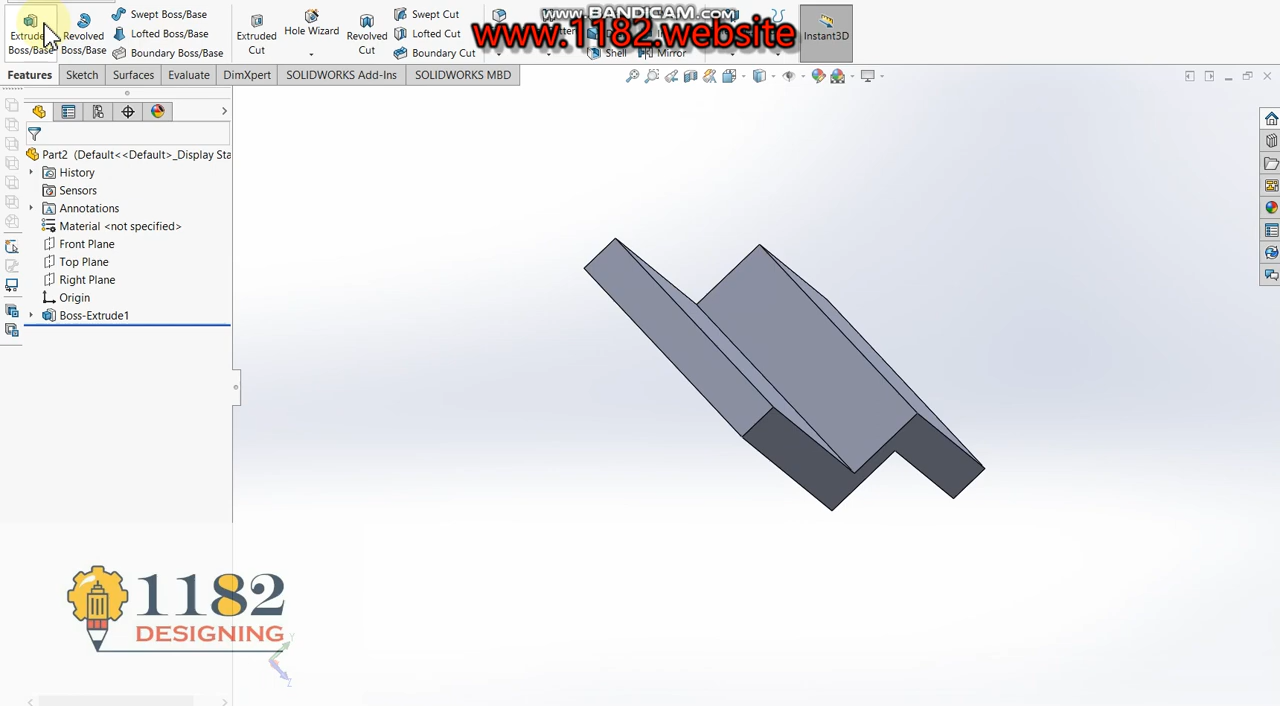 www.BANDICAM.COM
www.1182.website
Extruded Boss/Base
Revolved Boss/Base
Swept Boss/Base
Lofted Boss/Base
Boundary Boss/Base
Extruded Cut
Hole Wizard
Revolved Cut
Swept Cut
Lofted Cut
Boundary Cut
Shell
Mirror
Instant3D
Features
Sketch
Surfaces
Evaluate
DimXpert
SOLIDWORKS Add-Ins
SOLIDWORKS MBD
Part2 (Default<<Default>_Display Sta
History
Sensors
Annotations
Material <not specified>
Front Plane
Top Plane
Right Plane
Origin
Boss-Extrude1
1182
DESIGNING
Y
Z